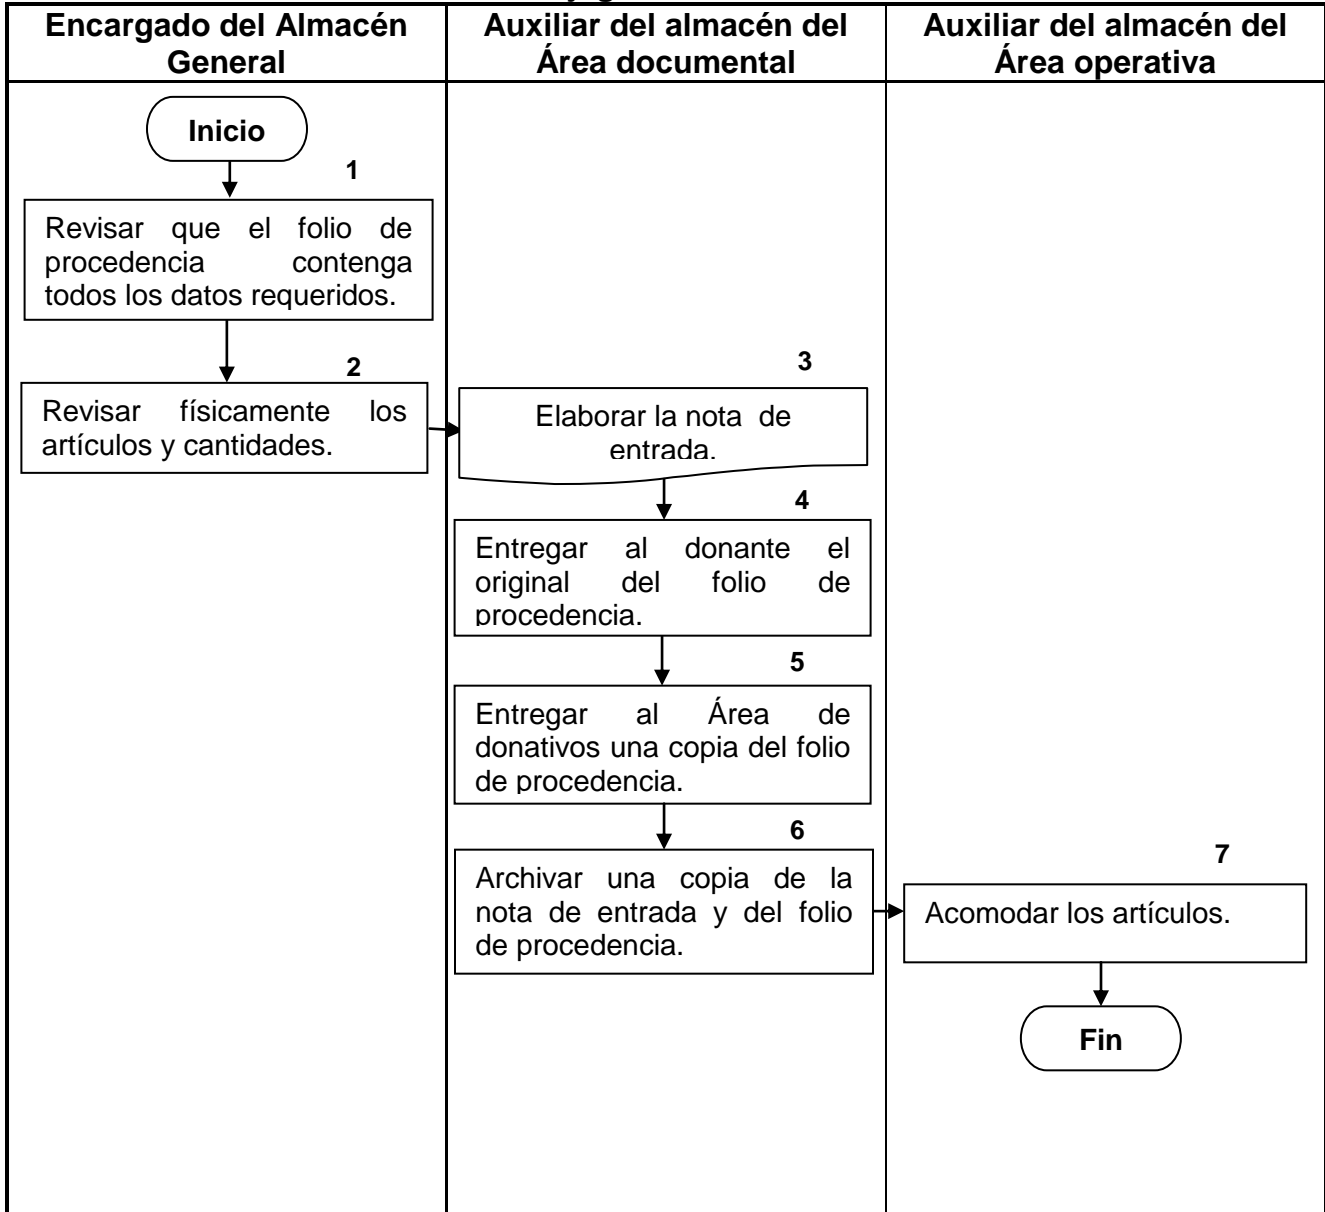 Encargado del Almacén
General
Auxiliar del almacén del
Área documental
Auxiliar del almacén del
Área operativa
Inicio
1
Revisar que el folio de
procedencia contenga
todos los datos requeridos.
2
Revisar físicamente los
artículos y cantidades.
3
Elaborar la nota de
entrada.
4
Entregar al donante el
original del folio de
procedencia.
5
Entregar al Área de
donativos una copia del folio
de procedencia.
6
Archivar una copia de la
nota de entrada y del folio
de procedencia.
7
Acomodar los artículos.
Fin